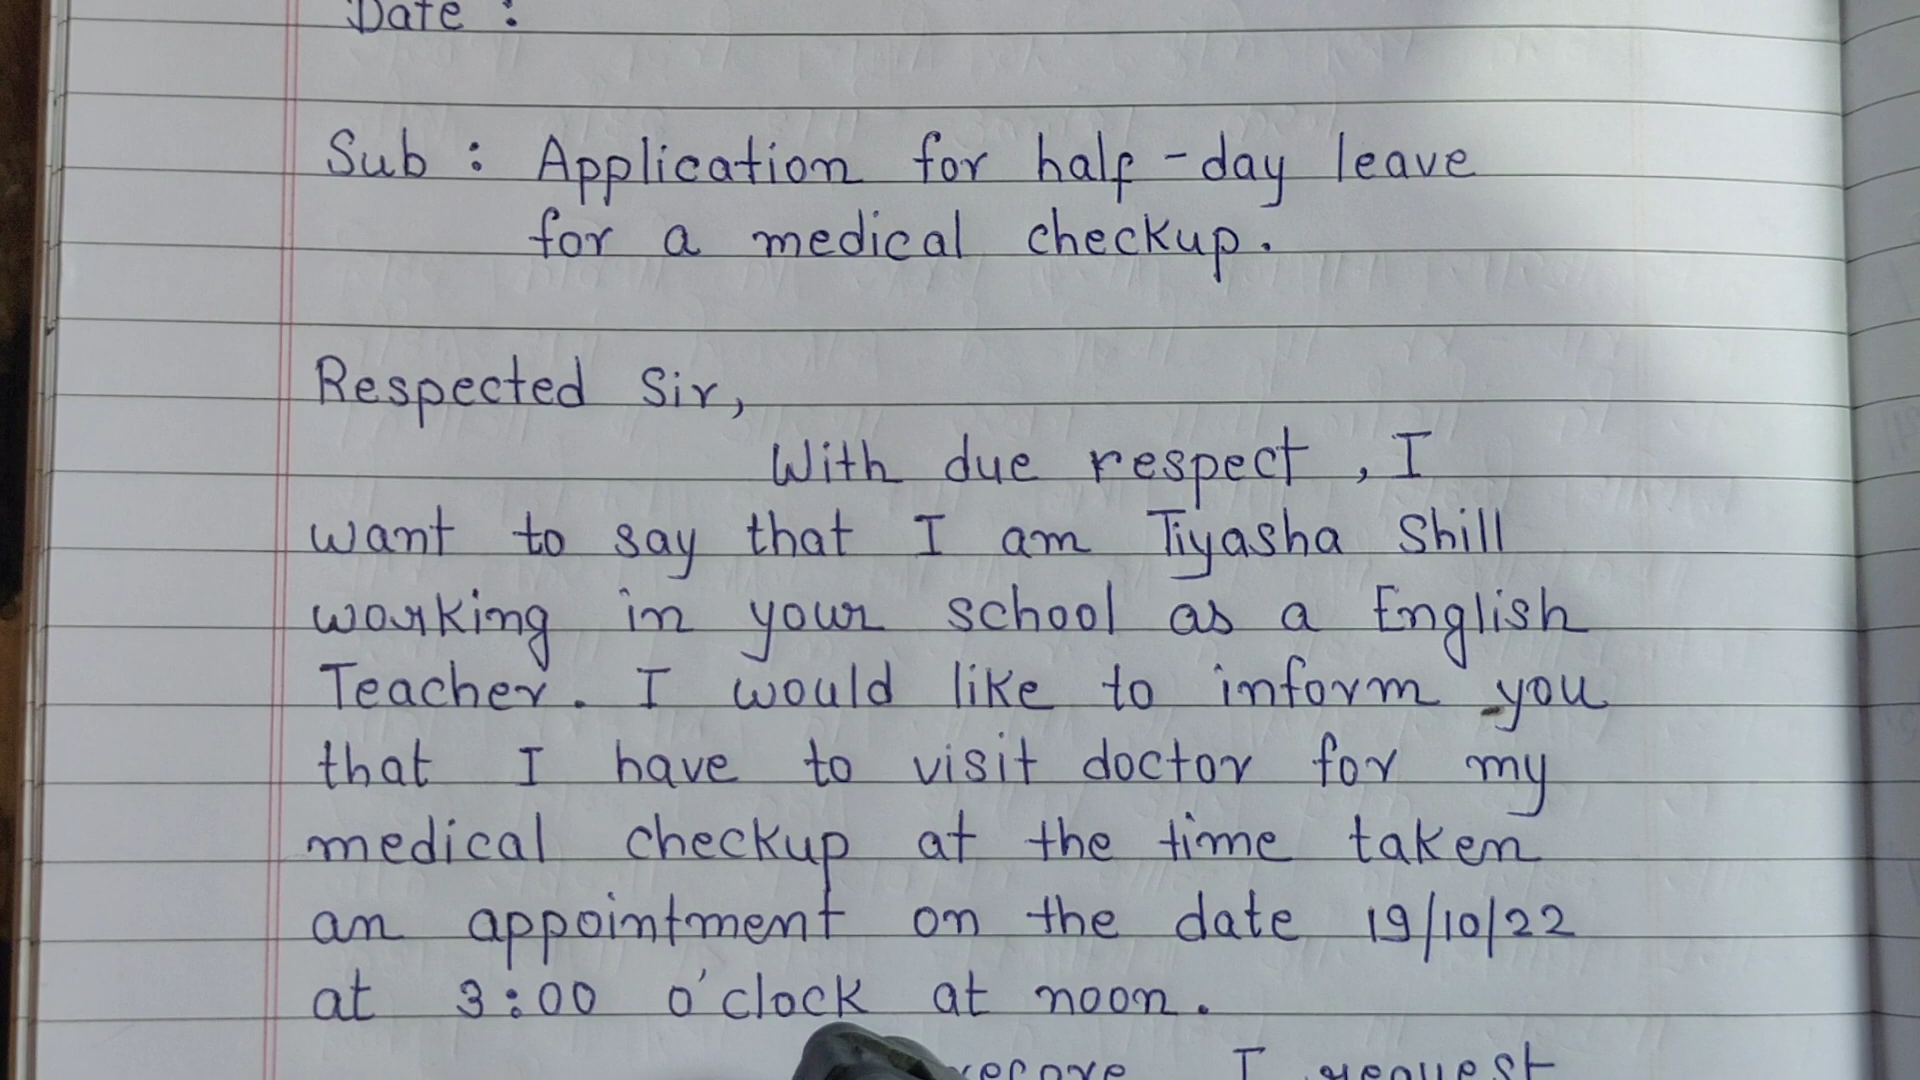 Date :
Sub : Application for half-day leave
for a medical checkup.
Respected Sir,
With due respect, I
want to say that I am Tiyasha Shill
working in your school as a English
Teacher. I would like to inform you
that I have to visit doctor for my
medical checkup at the time taken
an appointment on the date 19/10/22
at 3:00 o'clock at noon.
I request